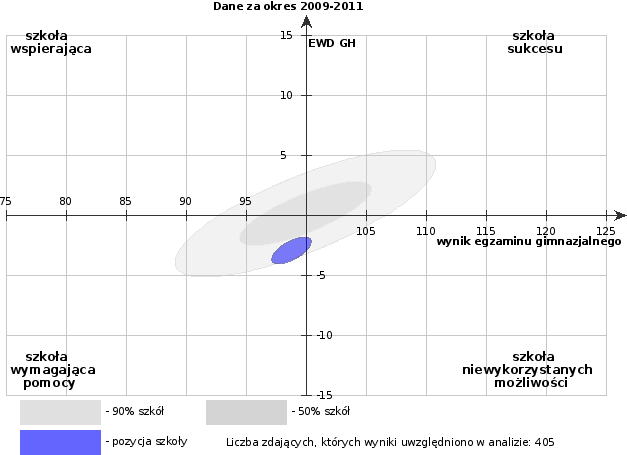 Dane za okres 2009-2011
szkoła
wspierająca
15
EWD GH
szkoła
sukcesu
10
5
75 80 85 90 95
105 110 115 120 125
wynik egzaminu gimnazjalnego
-5
-10
szkoła
wymagająca
pomocy
szkoła
niewykorzystanych
możliwości
-15
- 90% szkół
- 50% szkół
- pozycja szkoły
Liczba zdających, których wyniki uwzględniono w analizie: 405